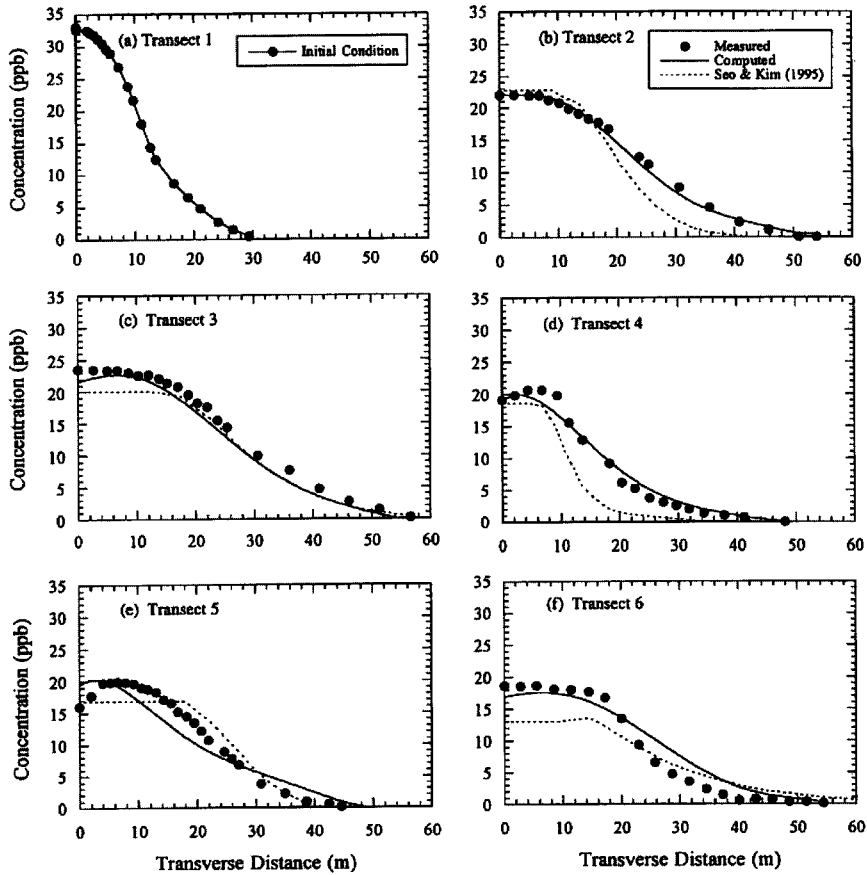 (a) Transect 1
Initial Condition
Concentration (ppb)
35
30
25
20
15
10
5
0
0 10 20 30 40 50 60
(b) Transect 2
Measured
Computed
Seo & Kim (1995)
35
30
25
20
15
10
5
0
0 10 20 30 40 50 60
(c) Transect 3
Concentration (ppb)
35
30
25
20
15
10
5
0
0 10 20 30 40 50 60
(d) Transect 4
35
30
25
20
15
10
5
0
0 10 20 30 40 50 60
(e) Transect 5
Concentration (ppb)
35
30
25
20
15
10
5
0
0 10 20 30 40 50 60
Transverse Distance (m)
(f) Transect 6
35
30
25
20
15
10
5
0
0 10 20 30 40 50 60
Transverse Distance (m)